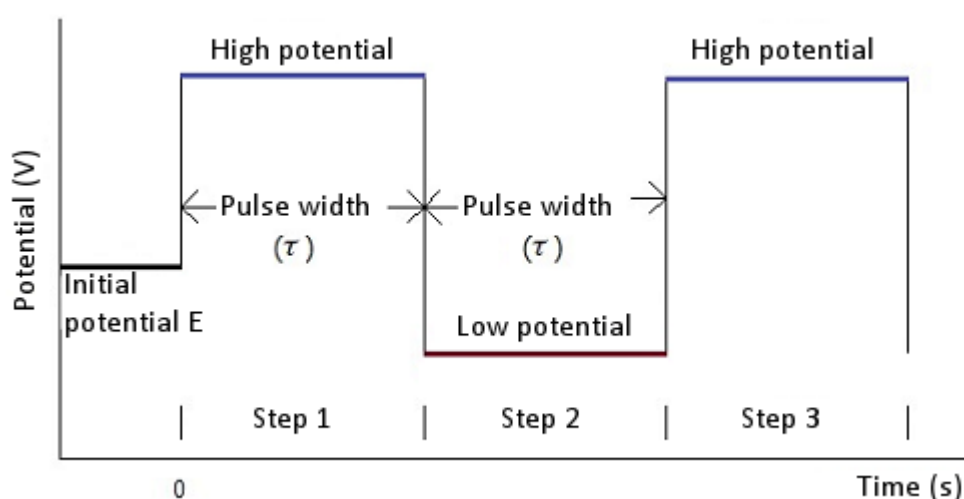 High potential
High potential
Potential (V)
Pulse width
(τ)
Pulse width
(τ)
Initial
potential E
Low potential
Step 1
Step 2
Step 3
0
Time (s)